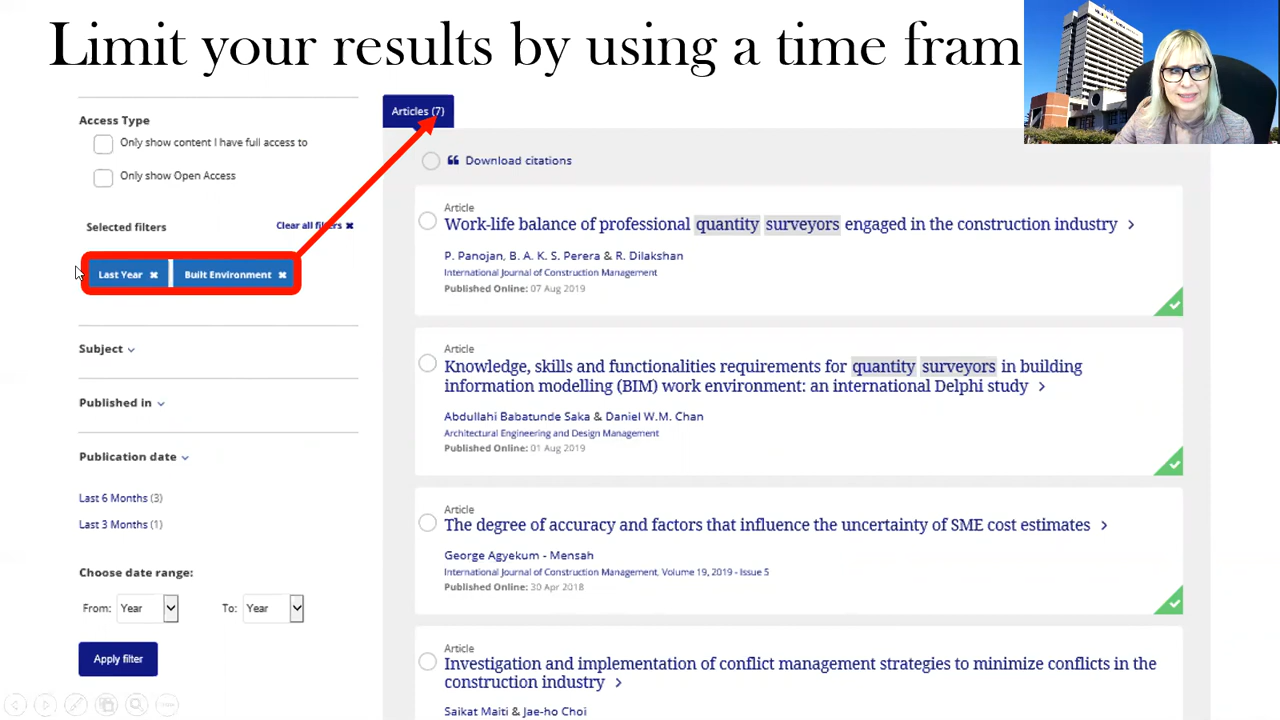 Limit your results by using a time fram
Access Type
Only show content I have full access to
Only show Open Access
Selected filters
Clear all filters ✖
Last Year ✖
Built Environment ✖
Subject
Published in
Publication date
Last 6 Months (3)
Last 3 Months (1)
Choose date range:
From: Year
To: Year
Apply filter
Articles (7)
❝ Download citations
Article
Work-life balance of professional quantity surveyors engaged in the construction industry >
P. Panojan, B. A. K. S. Perera & R. Dilakshan
International Journal of Construction Management
Published Online: 07 Aug 2019
Article
Knowledge, skills and functionalities requirements for quantity surveyors in building
information modelling (BIM) work environment: an international Delphi study >
Abdullahi Babatunde Saka & Daniel W.M. Chan
Architectural Engineering and Design Management
Published Online: 01 Aug 2019
Article
The degree of accuracy and factors that influence the uncertainty of SME cost estimates >
George Agyekum - Mensah
International Journal of Construction Management, Volume 19, 2019 - Issue 5
Published Online: 30 Apr 2018
Article
Investigation and implementation of conflict management strategies to minimize conflicts in the
construction industry >
Saikat Maiti & Jae-ho Choi